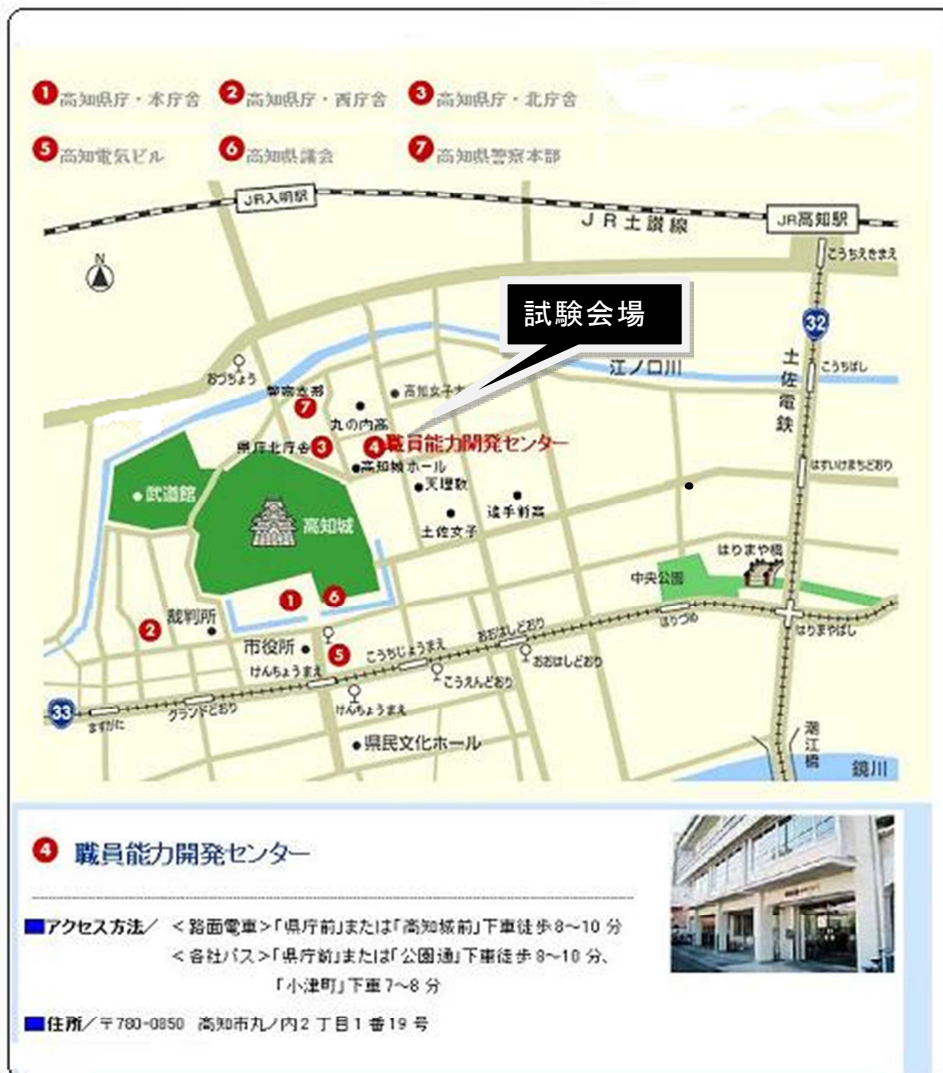 1 高知県庁・本庁舎 2 高知県庁・西庁舎 3 高知県庁・北庁舎
5 高知電気ビル 6 高知県議会 7 高知県警察本部
JR入明駅
JR土讃線
JR高知駅
こうちえきまえ
N
試験会場
32
土佐電鉄
こうちばし
江ノ口川
おづちょう
7
高知女子大
丸の内高
県庁北庁舎 3
4 職員能力開発センター
高知城ホール
天理教
はすいけまちどおり
武道館
高知城
追手前高
土佐女子
はりまや橋
中央公園
1
6
2
裁判所
市役所
5
はりまやばし
はりづめ
おおはしどおり
こうちじょうまえ
けんちょうまえ
おおはしどおり
こうえんどおり
けんちょうまえ
グランドどおり
ますがた
33
県民文化ホール
潮江橋
鏡川
4 職員能力開発センター
アクセス方法/ <路面電車>「県庁前」または「高知城前」下車徒歩8~10分
<各社バス>「県庁前」または「公園通」下車徒歩8~10分、
「小津町」下車7~8分
住所/〒780-0850 高知市丸ノ内2丁目1番19号